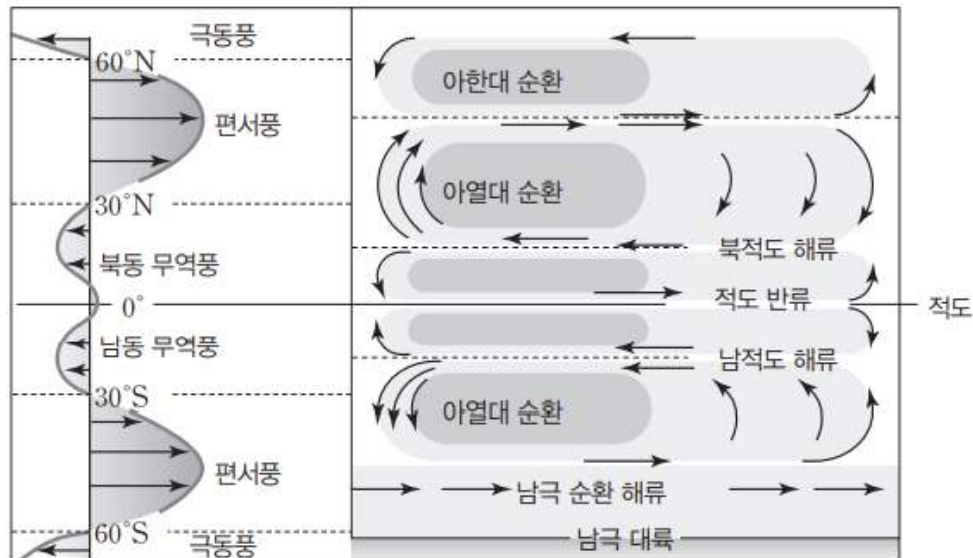 극동풍
60°N
편서풍
30°N
북동 무역풍
0°
남동 무역풍
30°S
편서풍
60°S
극동풍
아한대 순환
아열대 순환
북적도 해류
적도 반류
적도
남적도 해류
아열대 순환
남극 순환 해류
남극 대륙